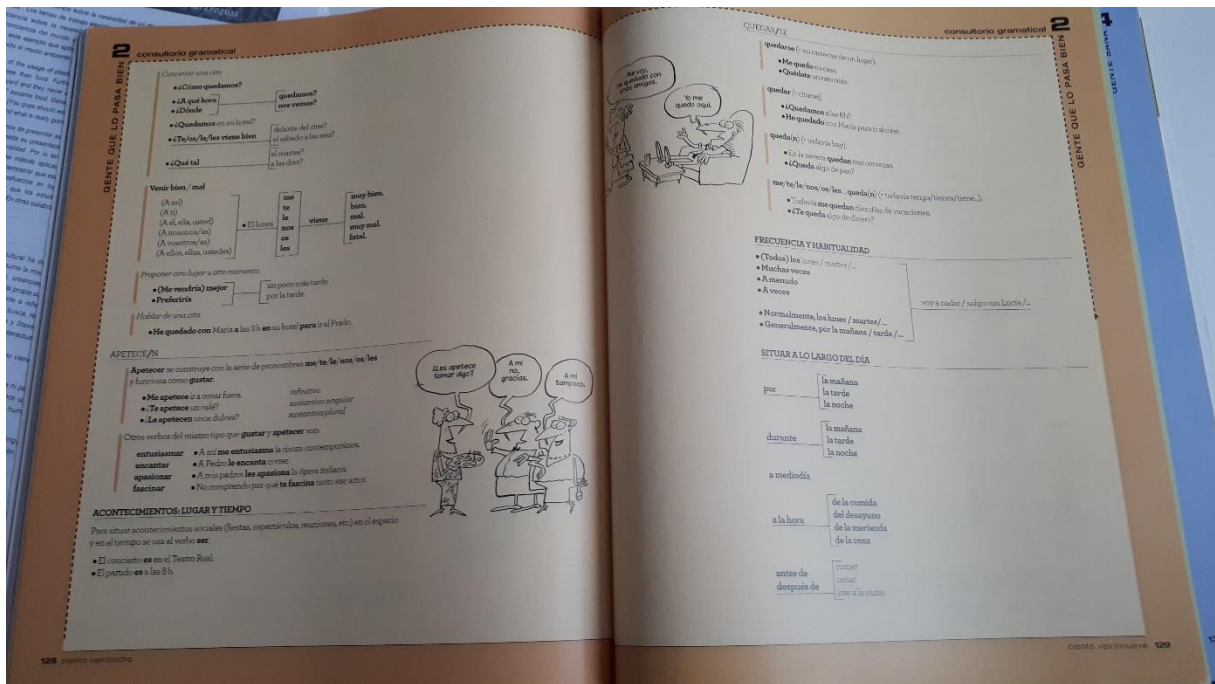 2 consultorio gramatical
GENTE QUE LO PASA BIEN
Concertar una cita
• ¿Cómo quedamos?
• ¿A qué hora
• ¿Dónde
quedamos?
nos vemos?
• ¿Quedamos en mi hotel?
• ¿Te/os/le/les viene bien
delante del cine?
el sábado a las seis?
• ¿Qué tal
el martes?
a las diez?
Venir bien / mal
(A mí)
(A ti)
(A él, ella, usted)
(A nosotros/as)
(A vosotros/as)
(A ellos, ellas, ustedes)
• El lunes
me
te
le
nos
os
les
viene
muy bien.
bien.
mal.
muy mal.
fatal.
Proponer otro lugar u otro momento
• (Me vendría) mejor
• Preferiría
un poco más tarde.
por la tarde.
Hablar de una cita
• He quedado con María a las 3 h en su hotel para ir al Prado.
APETECE/N
Apetecer se construye con la serie de pronombres me/te/le/nos/os/les
y funciona como gustar.
• Me apetece ir a cenar fuera. infinitivo
• ¿Te apetece un café? sustantivo singular
• ¿Le apetecen unos dulces? sustantivo plural
Otros verbos del mismo tipo que gustar y apetecer son:
entusiasmar • A mí me entusiasma la danza contemporánea.
encantar • A Pedro le encanta correr.
apasionar • A mis padres les apasiona la ópera italiana.
fascinar • No comprendo por qué te fascina tanto ese actor.
¿Les apetece
tomar algo?
A mí
no,
gracias.
A mí
tampoco.
ACONTECIMIENTOS: LUGAR Y TIEMPO
Para situar acontecimientos sociales (fiestas, espectáculos, reuniones, etc.) en el espacio
y en el tiempo se usa el verbo ser.
• El concierto es en el Teatro Real.
• El partido es a las 8 h.
128 ciento veintiocho
consultorio gramatical 2
GENTE QUE LO PASA BIEN
QUEDAR/SE
Me voy,
he quedado con
unos amigos.
Yo me
quedo aquí.
quedarse (= no moverse de un lugar).
• Me quedo en casa.
• Quédate un rato más.
quedar (= citarse).
• ¿Quedamos a las 6h?
• He quedado con María para ir al cine.
queda(n) (= todavía hay).
• En la nevera quedan tres cervezas.
• ¿Queda algo de pan?
me/te/le/nos/os/les... queda(n) (= todavía tengo/tienes/tiene...).
• Todavía me quedan diez días de vacaciones.
• ¿Te queda algo de dinero?
FRECUENCIA Y HABITUALIDAD
• (Todos) los lunes / martes /...
• Muchas veces
• A menudo
• A veces
• Normalmente, los lunes / martes/...
• Generalmente, por la mañana / tarde /...
voy a nadar / salgo con Lucía /...
SITUAR A LO LARGO DEL DÍA
por
la mañana
la tarde
la noche
durante
la mañana
la tarde
la noche
a mediodía
a la hora
de la comida
del desayuno
de la merienda
de la cena
antes de
después de
comer
cenar
irse a la cama
ciento veintinueve 129